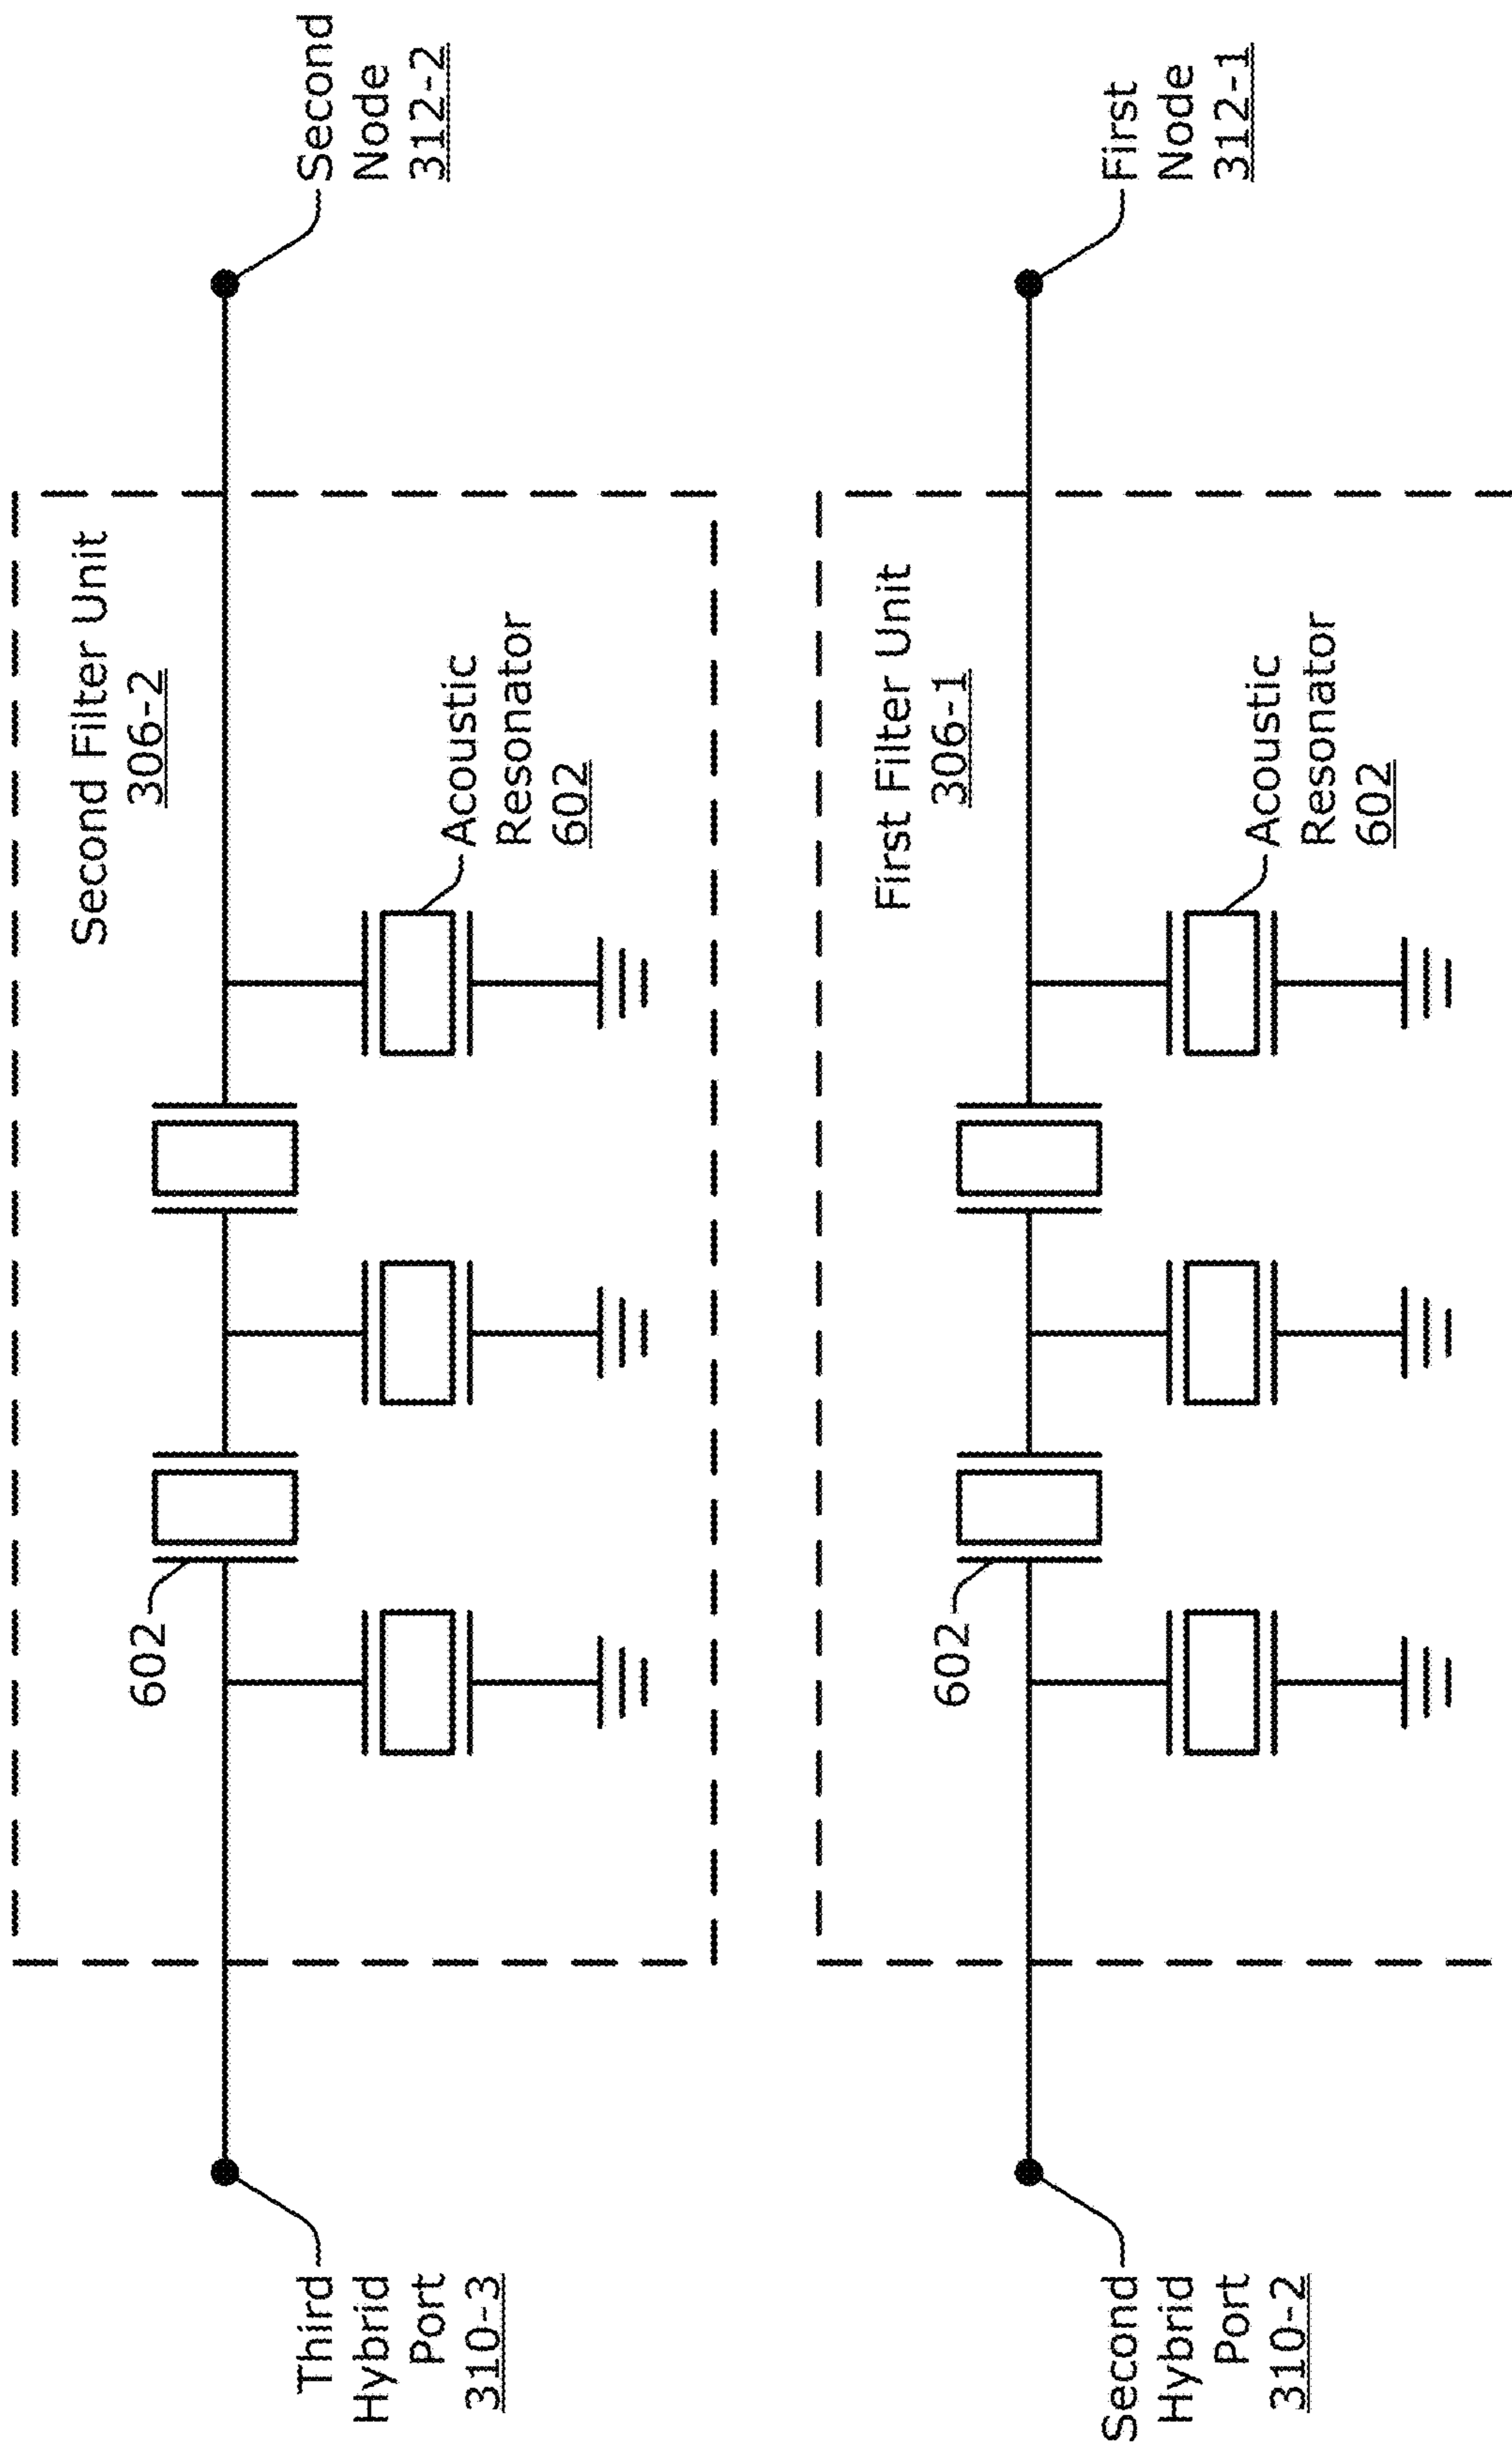 Second Filter Unit
306-2
602
Acoustic
Resonator
602
Third
Hybrid
Port
310-3
Second
Node
312-2
First Filter Unit
306-1
602
Acoustic
Resonator
602
Second
Hybrid
Port
310-2
First
Node
312-1